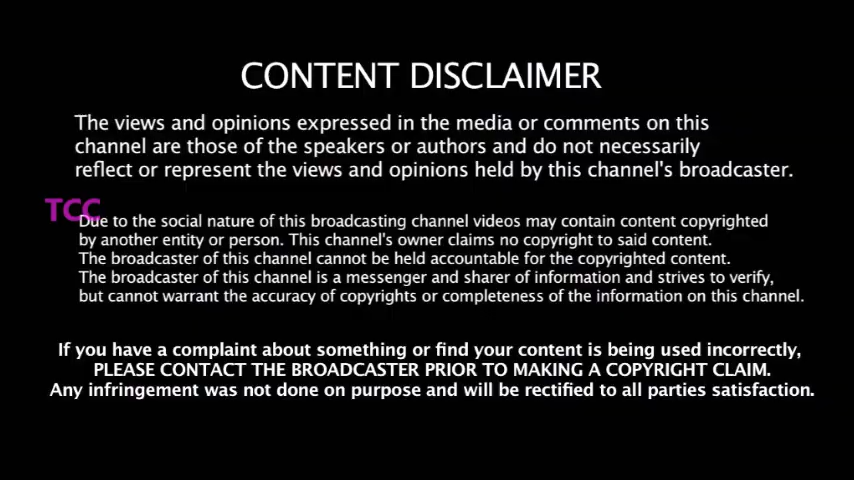 CONTENT DISCLAIMER
The views and opinions expressed in the media or comments on this
channel are those of the speakers or authors and do not necessarily
reflect or represent the views and opinions held by this channel's broadcaster.
TCC
Due to the social nature of this broadcasting channel videos may contain content copyrighted
by another entity or person. This channel's owner claims no copyright to said content.
The broadcaster of this channel cannot be held accountable for the copyrighted content.
The broadcaster of this channel is a messenger and sharer of information and strives to verify,
but cannot warrant the accuracy of copyrights or completeness of the information on this channel.
If you have a complaint about something or find your content is being used incorrectly,
PLEASE CONTACT THE BROADCASTER PRIOR TO MAKING A COPYRIGHT CLAIM.
Any infringement was not done on purpose and will be rectified to all parties satisfaction.